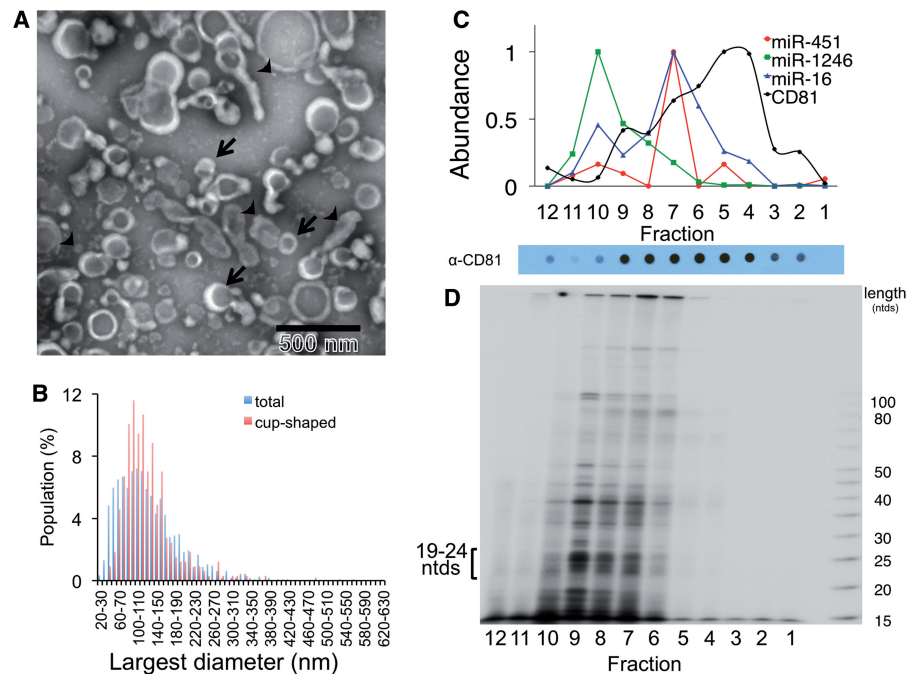 A
500 nm
B
Population (%)
12
8
4
0
total
cup-shaped
20-30
60-70
100-110
140-150
180-190
220-230
260-270
300-310
340-350
380-390
420-430
460-470
500-510
540-550
580-590
620-630
Largest diameter (nm)
C
Abundance
1
0.5
0
miR-451
miR-1246
miR-16
CD81
12 11 10 9 8 7 6 5 4 3 2 1
Fraction
α-CD81
D
length
(ntds)
100
80
50
40
30
25
20
15
19-24
ntds
12 11 10 9 8 7 6 5 4 3 2 1
Fraction